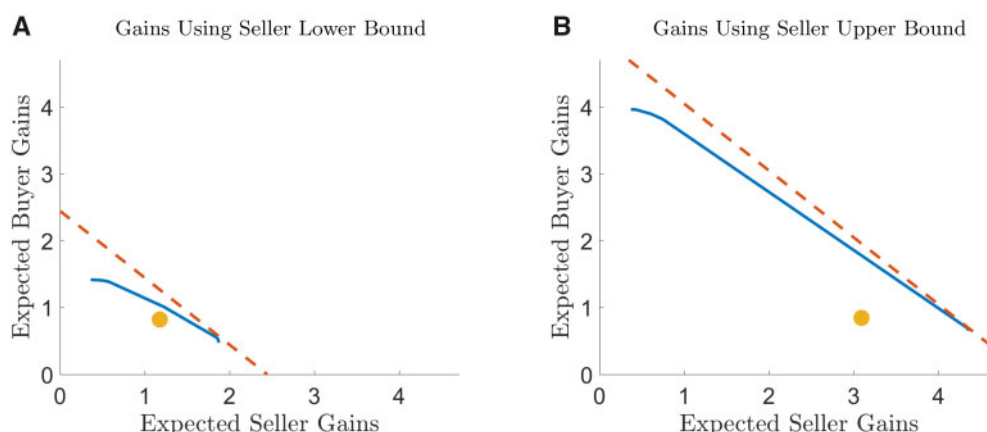 A
Gains Using Seller Lower Bound
Expected Buyer Gains
4
3
2
1
0
0 1 2 3 4
Expected Seller Gains
B
Gains Using Seller Upper Bound
Expected Buyer Gains
4
3
2
1
0
0 1 2 3 4
Expected Seller Gains